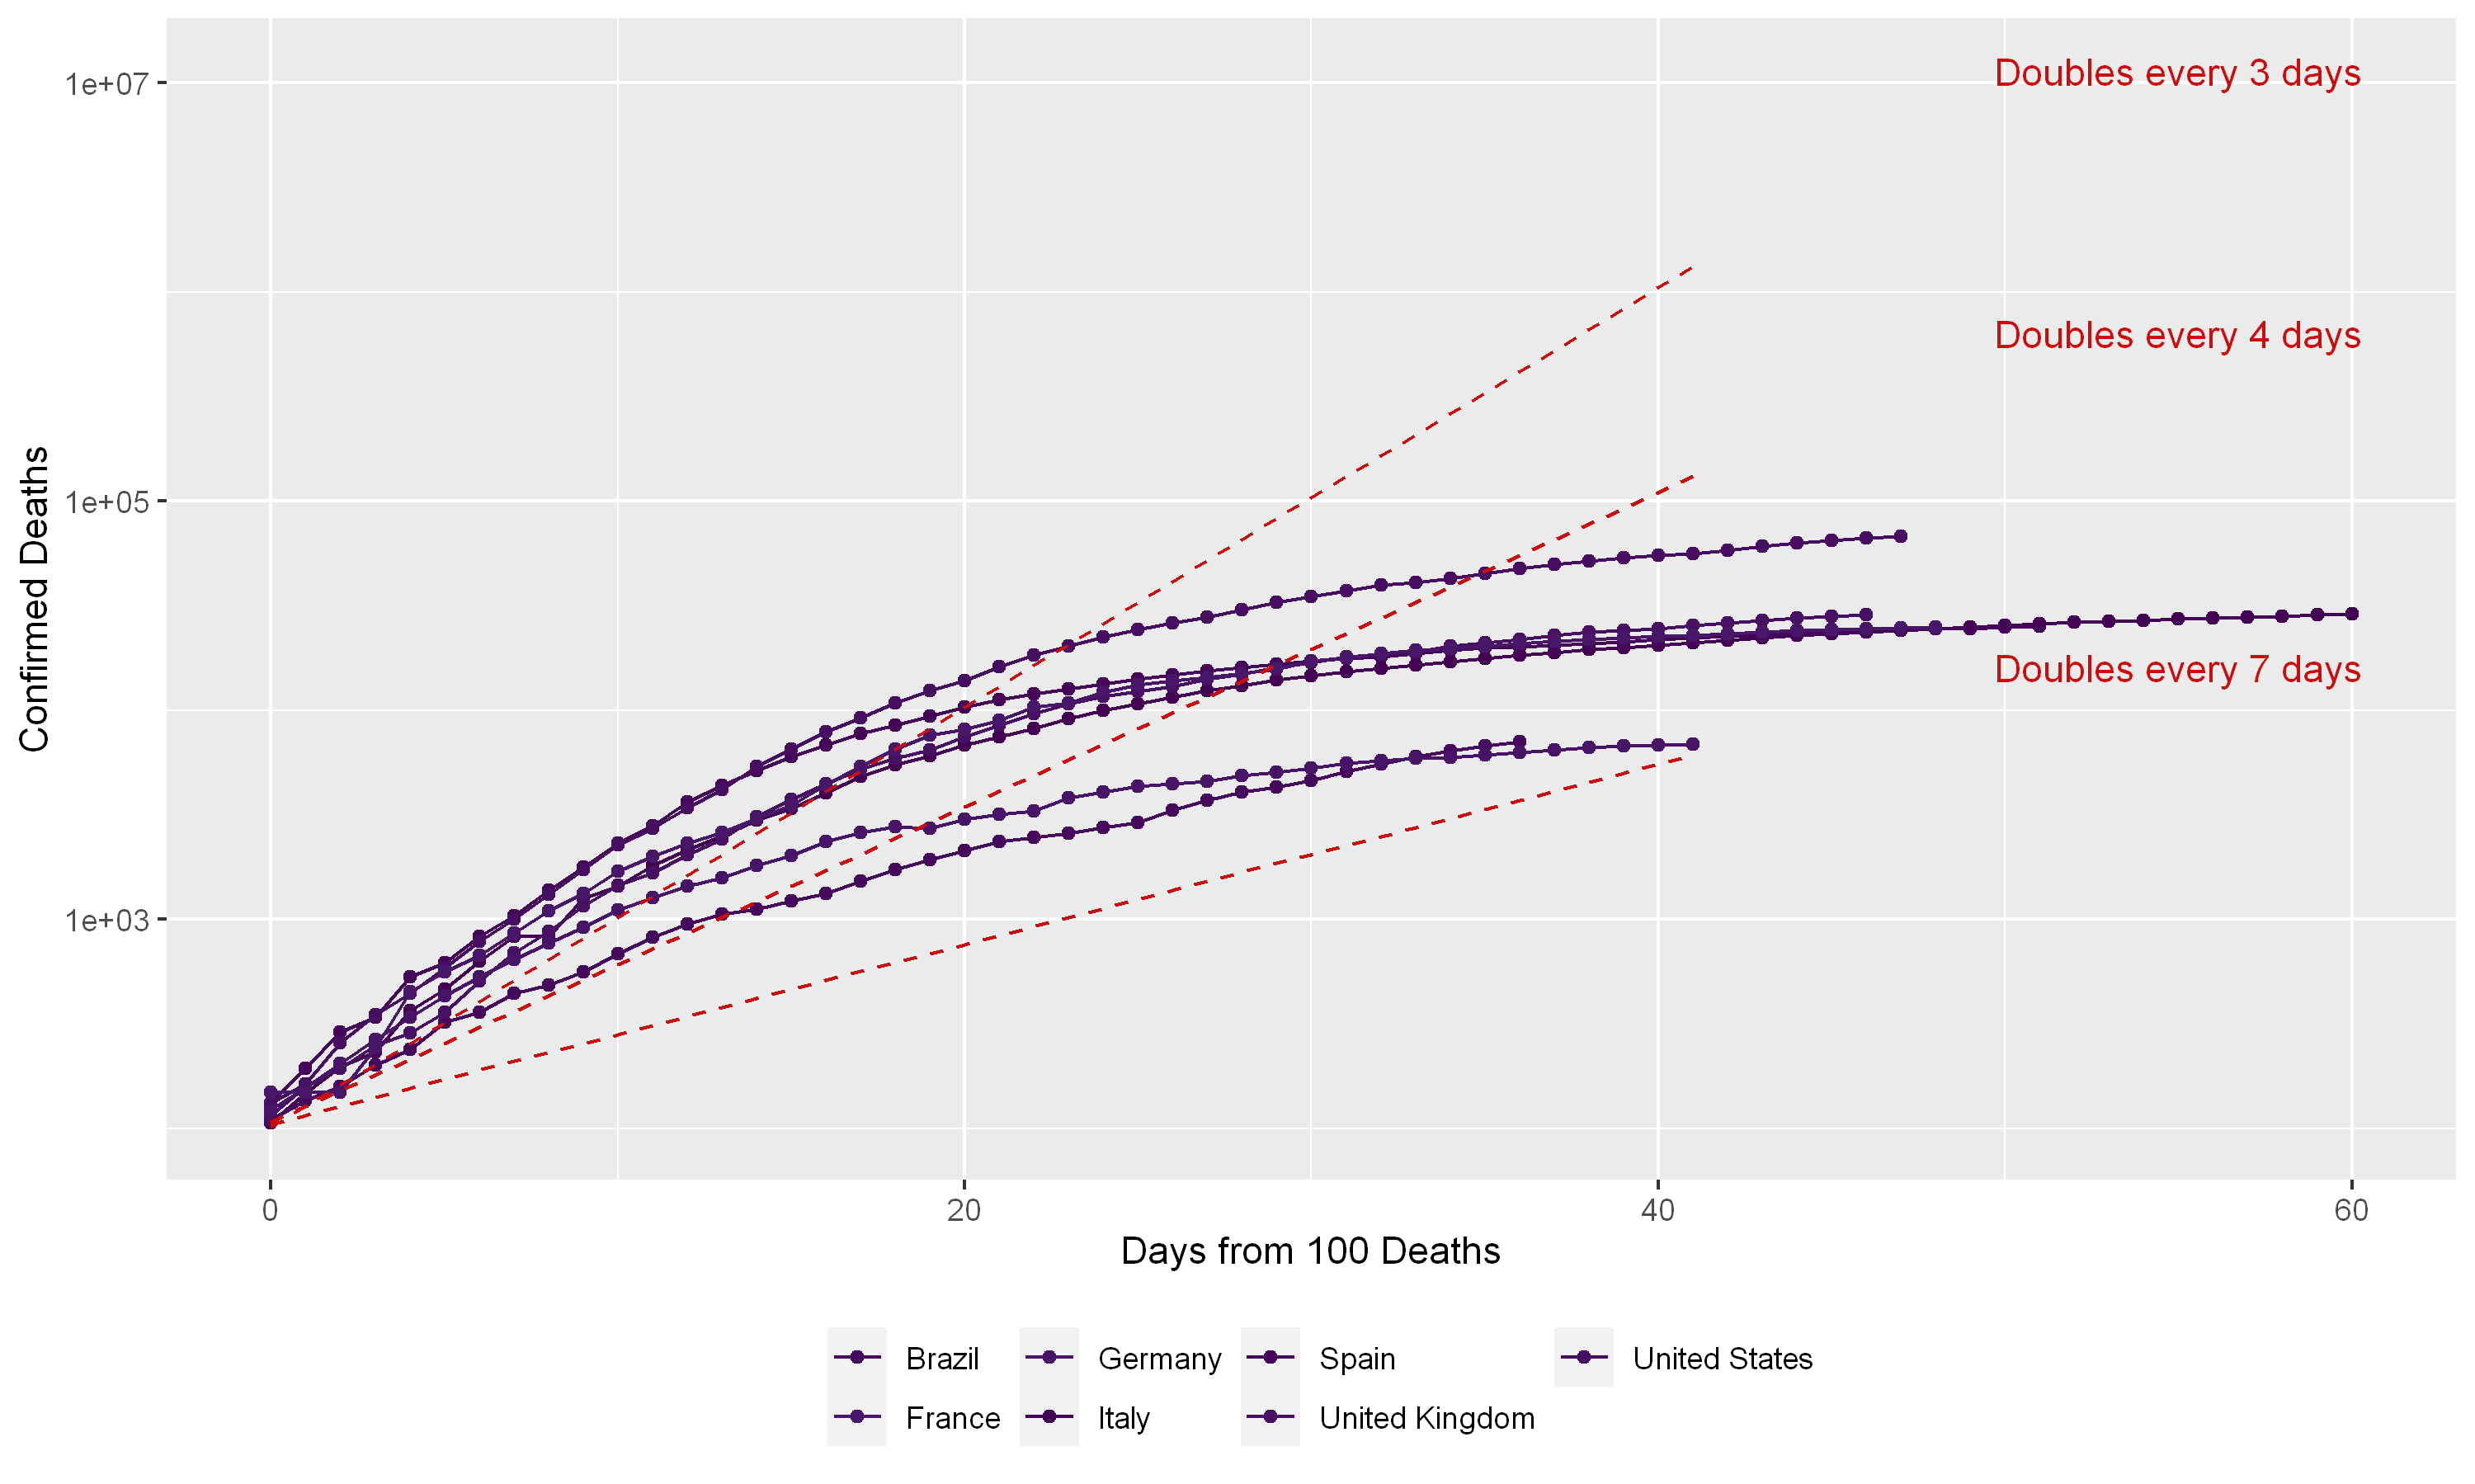 Doubles every 3 days
1e+07
Doubles every 4 days
1e+05
Doubles every 7 days
1e+03
Confirmed Deaths
0 20 40 60
Days from 100 Deaths
Brazil Germany Spain United States
France Italy United Kingdom